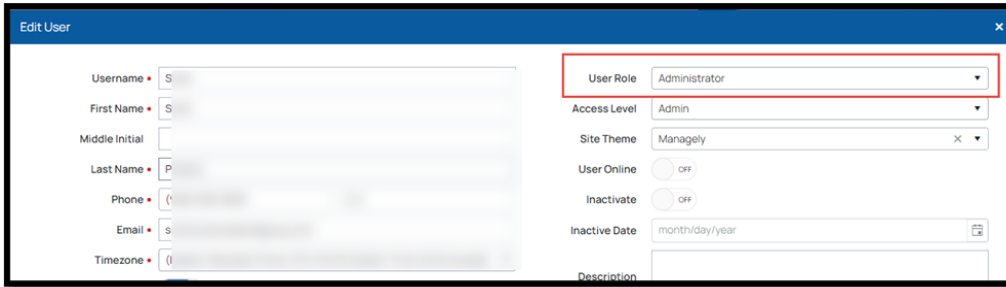 Edit User ×
Username • S
First Name • S
Middle Initial
Last Name • P
Phone • (
Email • s
Timezone • (
User Role Administrator
Access Level Admin
Site Theme Managely ×
User Online OFF
Inactivate OFF
Inactive Date month/day/year
Description